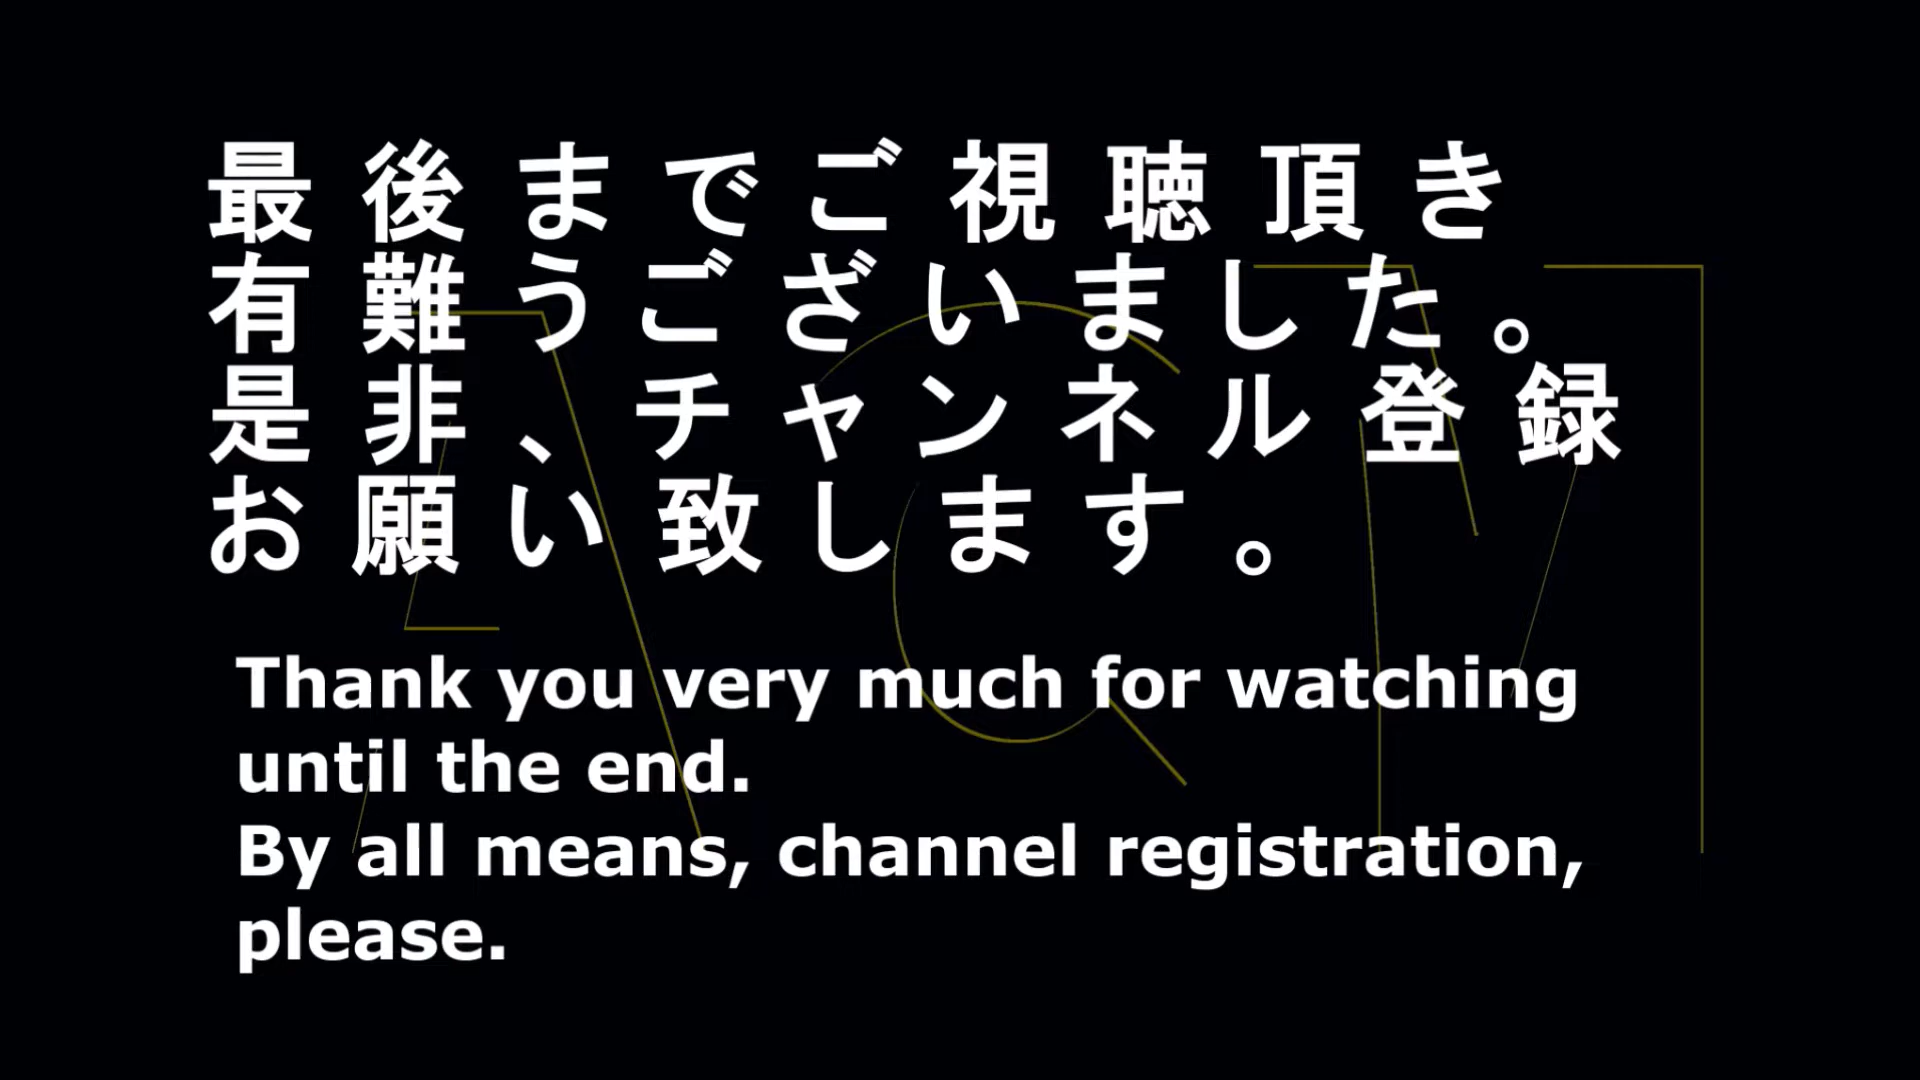 最後までご視聴頂き
有難うございました。
是非、チャンネル登録
お願い致します。
Thank you very much for watching
until the end.
By all means, channel registration,
please.